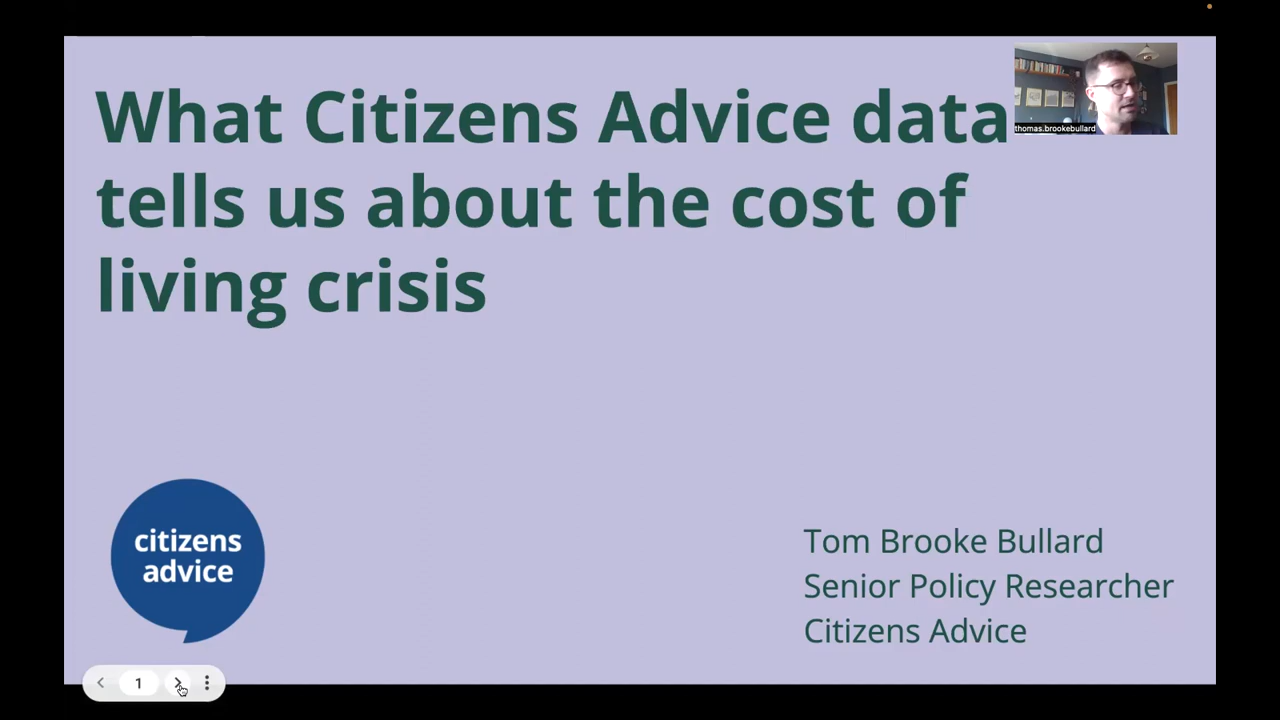 What Citizens Advice data
tells us about the cost of
living crisis
thomas.brookebullard
citizens
advice
Tom Brooke Bullard
Senior Policy Researcher
Citizens Advice
1